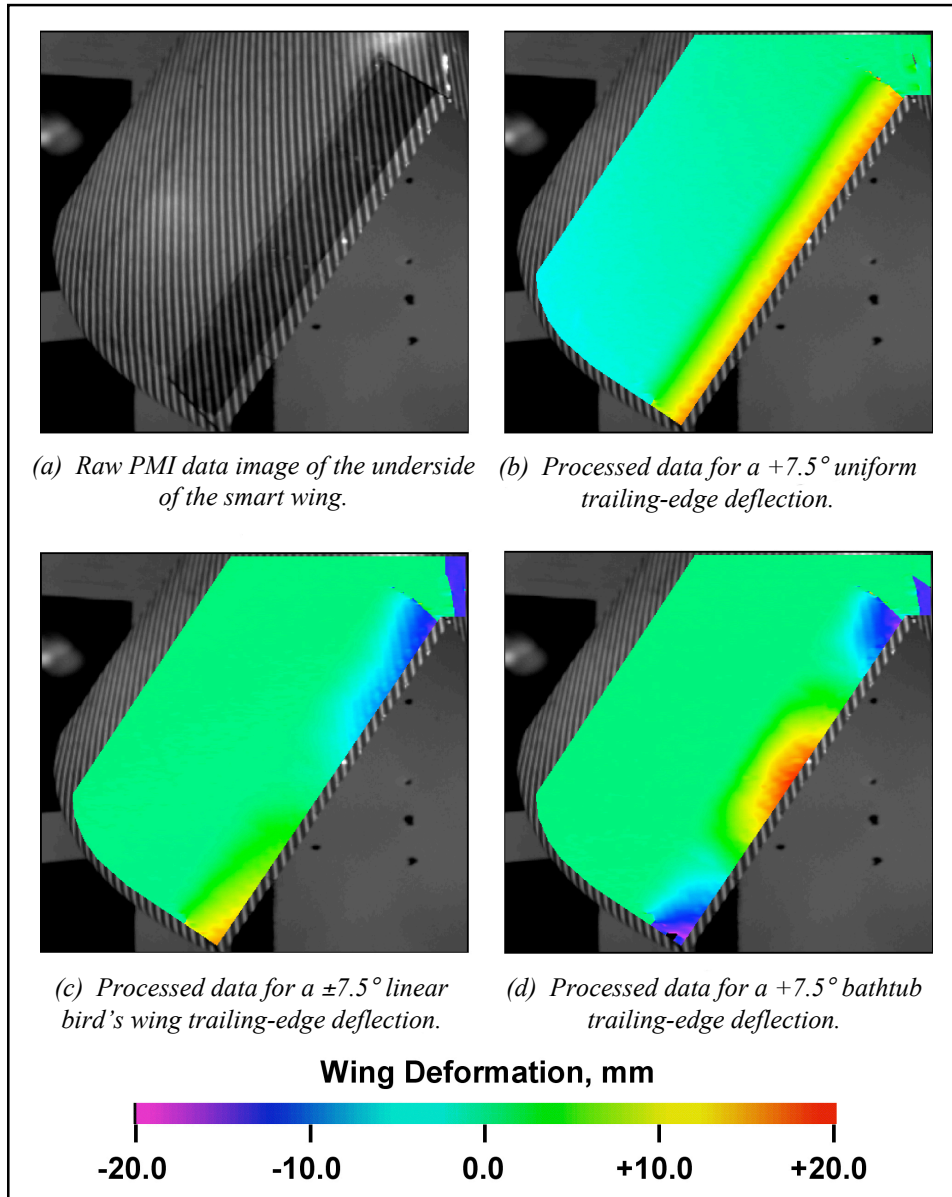 (a) Raw PMI data image of the underside
of the smart wing.
(b) Processed data for a +7.5° uniform
trailing-edge deflection.
(c) Processed data for a ±7.5° linear
bird’s wing trailing-edge deflection.
(d) Processed data for a +7.5° bathtub
trailing-edge deflection.
Wing Deformation, mm
-20.0 -10.0 0.0 +10.0 +20.0